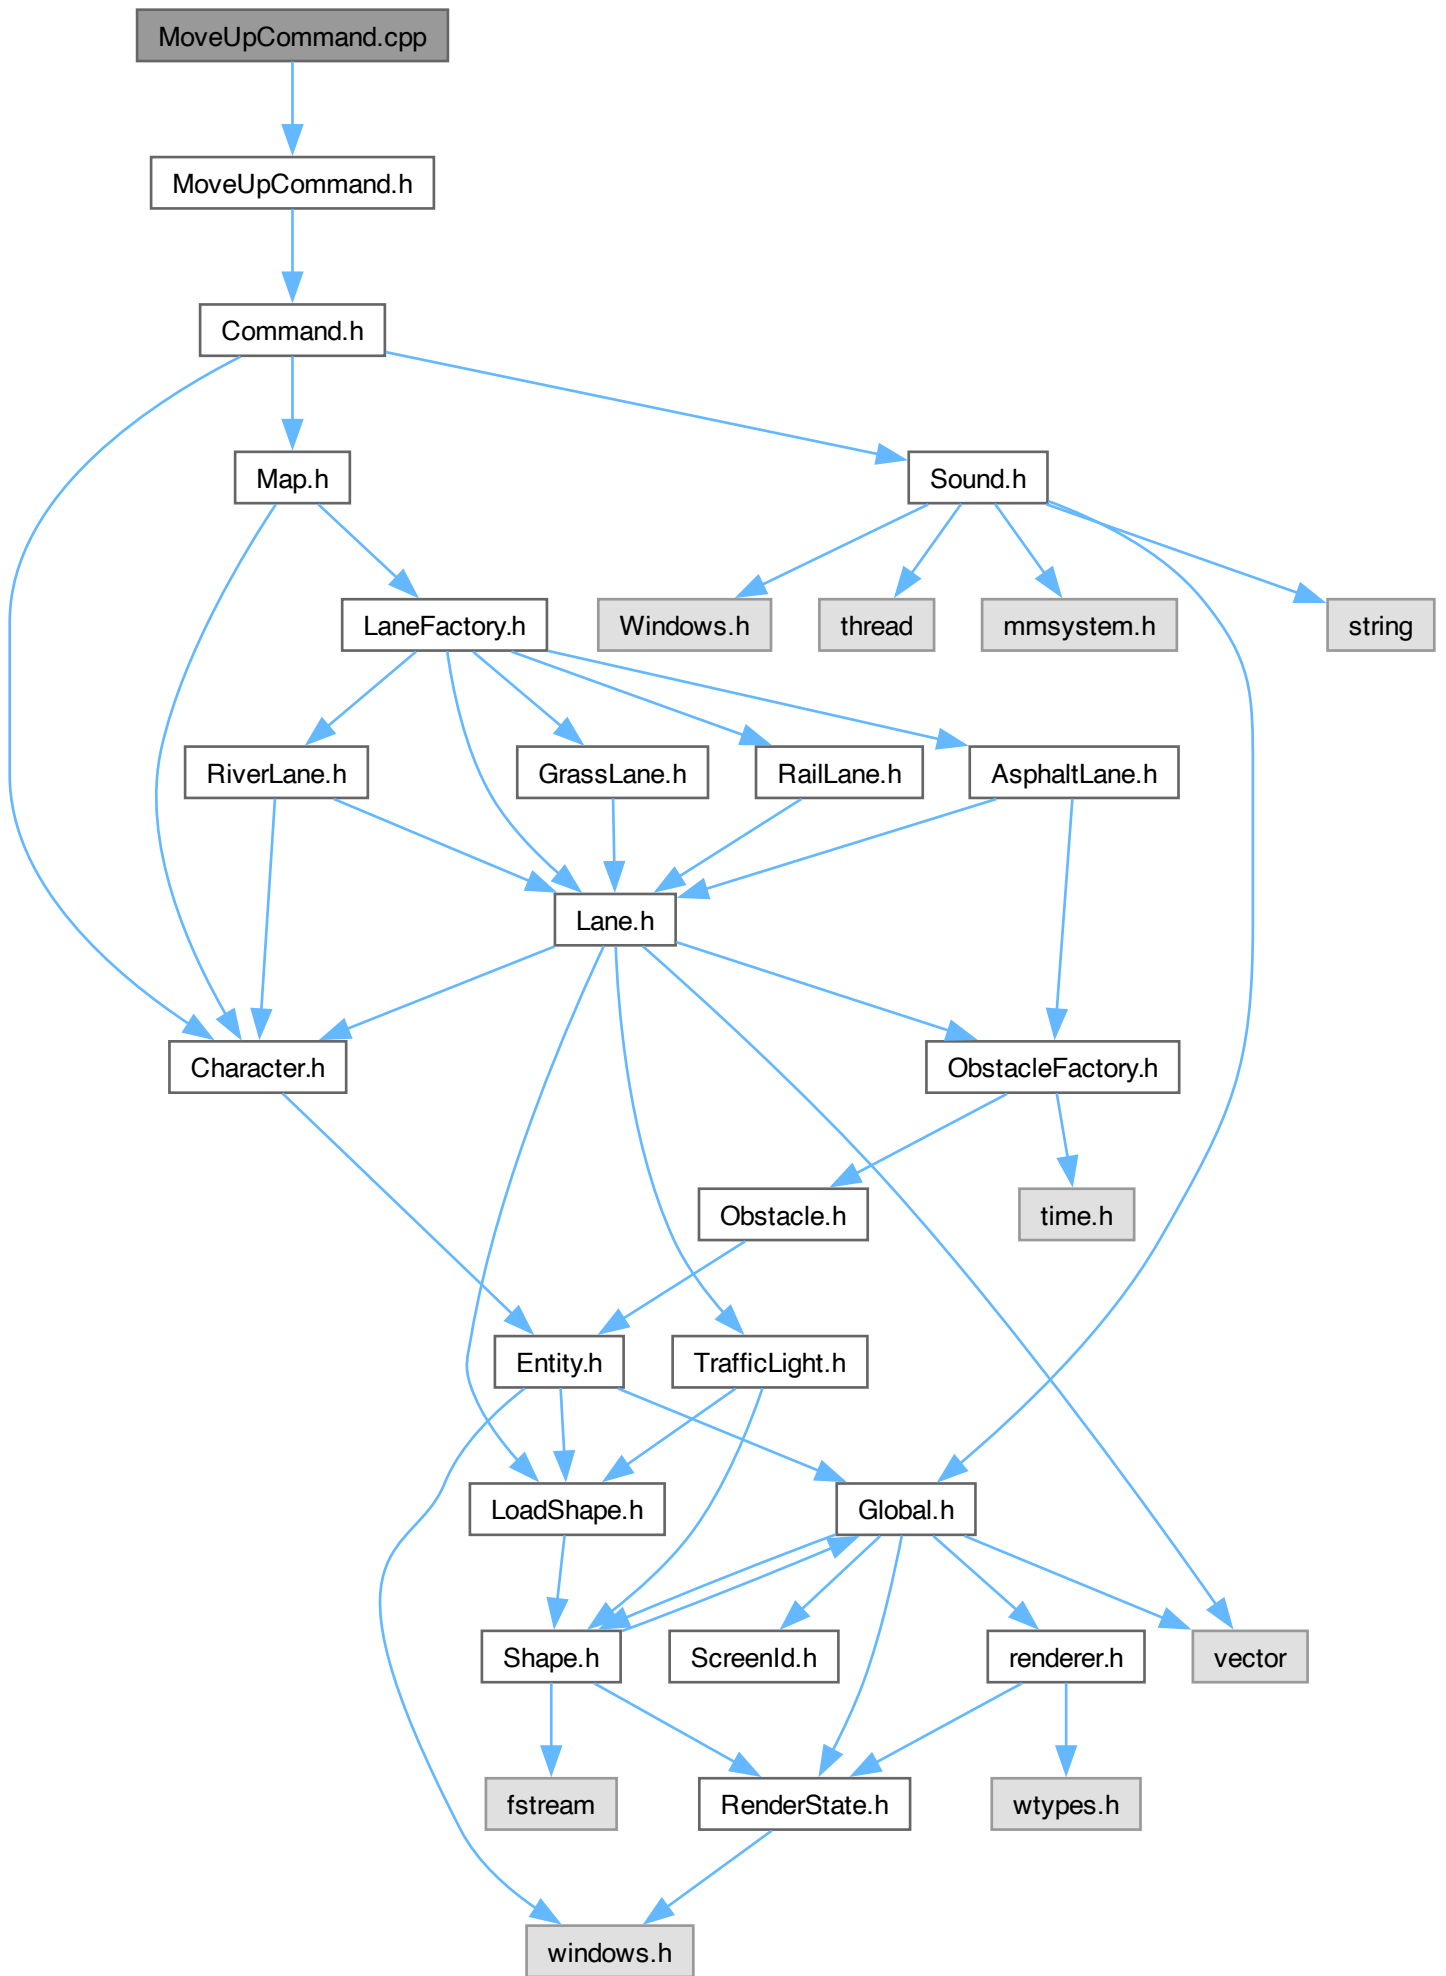 MoveUpCommand.cpp
MoveUpCommand.h
Command.h
Map.h
Sound.h
LaneFactory.h
Windows.h
thread
mmsystem.h
string
RiverLane.h
GrassLane.h
RailLane.h
AsphaltLane.h
Lane.h
Character.h
ObstacleFactory.h
Obstacle.h
time.h
Entity.h
TrafficLight.h
LoadShape.h
Global.h
Shape.h
ScreenId.h
renderer.h
vector
fstream
RenderState.h
wtypes.h
windows.h